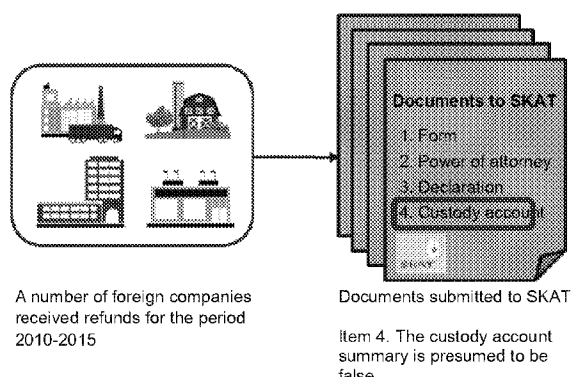 Documents to SKAT
1. Form
2. Power of attorney
3. Declaration
4. Custody account
SKAT
A number of foreign companies
received refunds for the period
2010-2015
Documents submitted to SKAT
Item 4. The custody account
summary is presumed to be
false